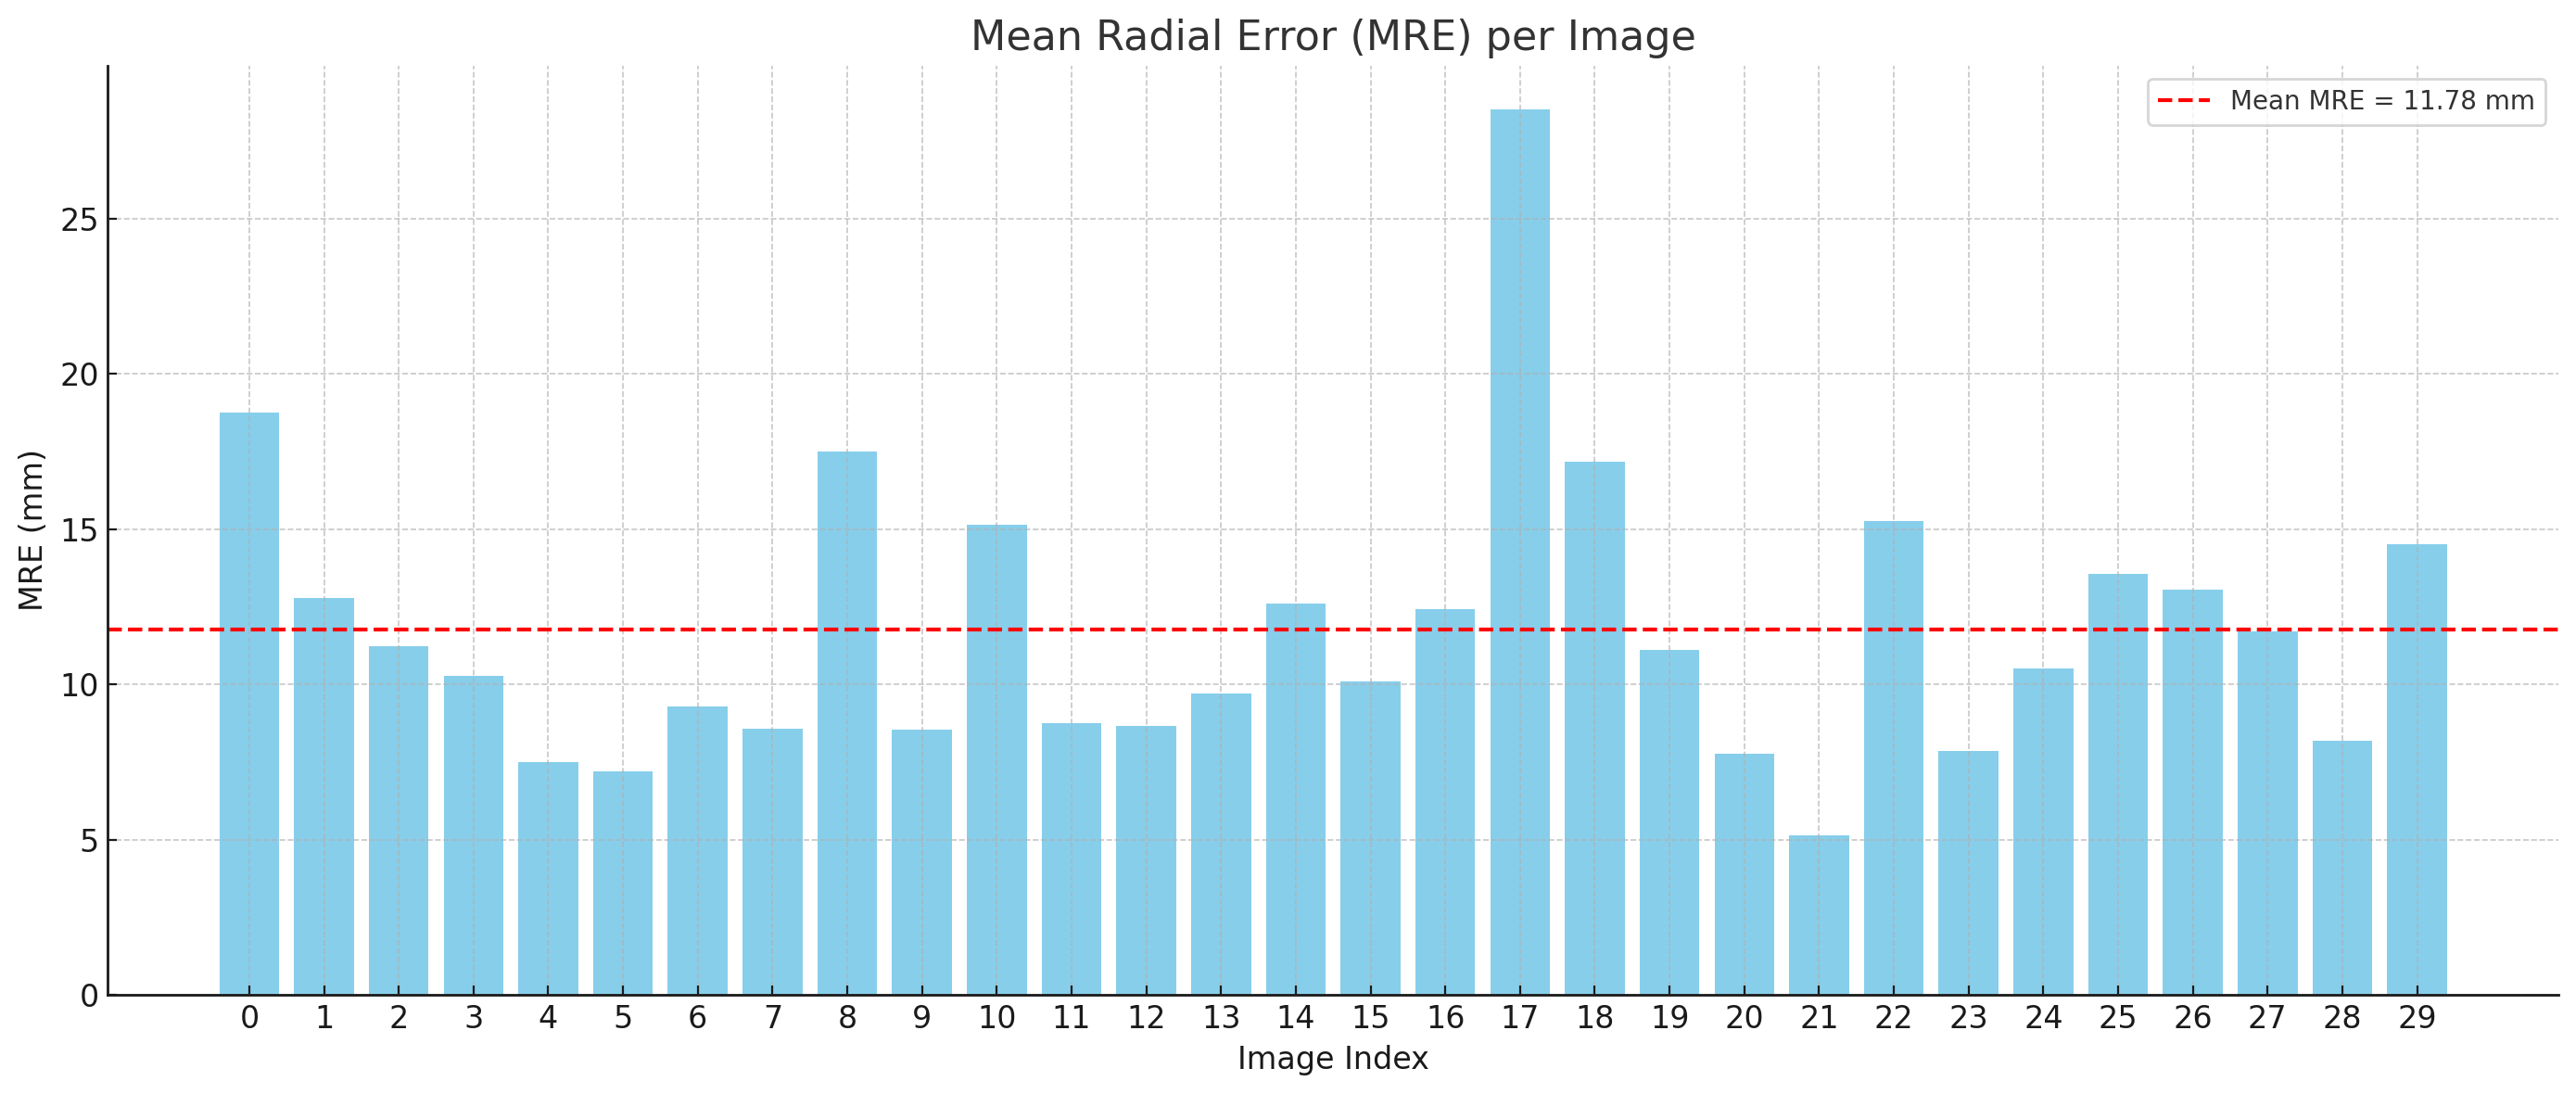 Mean Radial Error (MRE) per Image
Mean MRE = 11.78 mm
MRE (mm)
25
20
15
10
5
0
0 1 2 3 4 5 6 7 8 9 10 11 12 13 14 15 16 17 18 19 20 21 22 23 24 25 26 27 28 29
Image Index